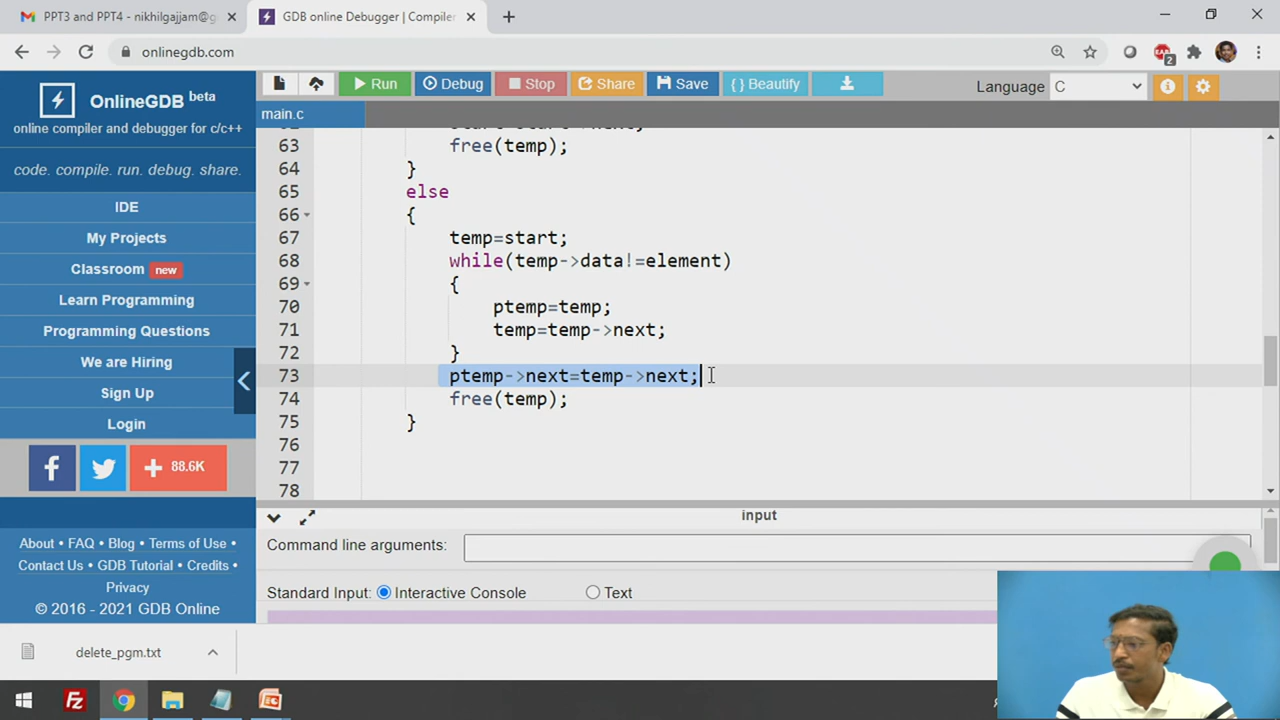 PPT3 and PPT4 - nikhilgajjam@g
GDB online Debugger | Compiler
onlinegdb.com
2
OnlineGDB beta
online compiler and debugger for c/c++
code. compile. run. debug. share.
IDE
My Projects
Classroom new
Learn Programming
Programming Questions
We are Hiring
Sign Up
Login
88.6K
About • FAQ • Blog • Terms of Use •
Contact Us • GDB Tutorial • Credits •
Privacy
© 2016 - 2021 GDB Online
Run
Debug
Stop
Share
Save
{ } Beautify
Language C
main.c
63 free(temp);
64 }
65 else
66 {
67 temp=start;
68 while(temp->data!=element)
69 {
70 ptemp=temp;
71 temp=temp->next;
72 }
73 ptemp->next=temp->next;
74 free(temp);
75 }
76
77
78
input
Command line arguments:
Standard Input: Interactive Console Text
delete_pgm.txt